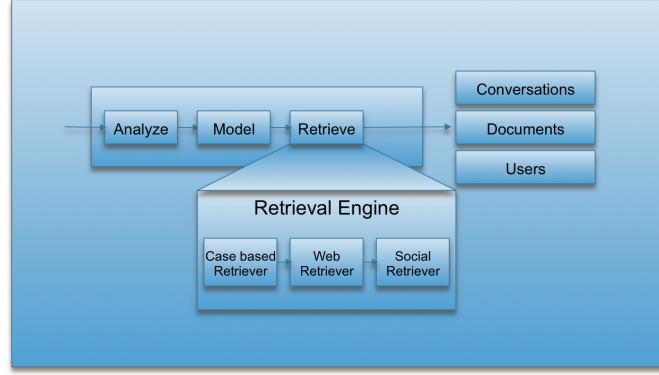 Analyze
Model
Retrieve
Conversations
Documents
Users
Retrieval Engine
Case based
Retriever
Web
Retriever
Social
Retriever